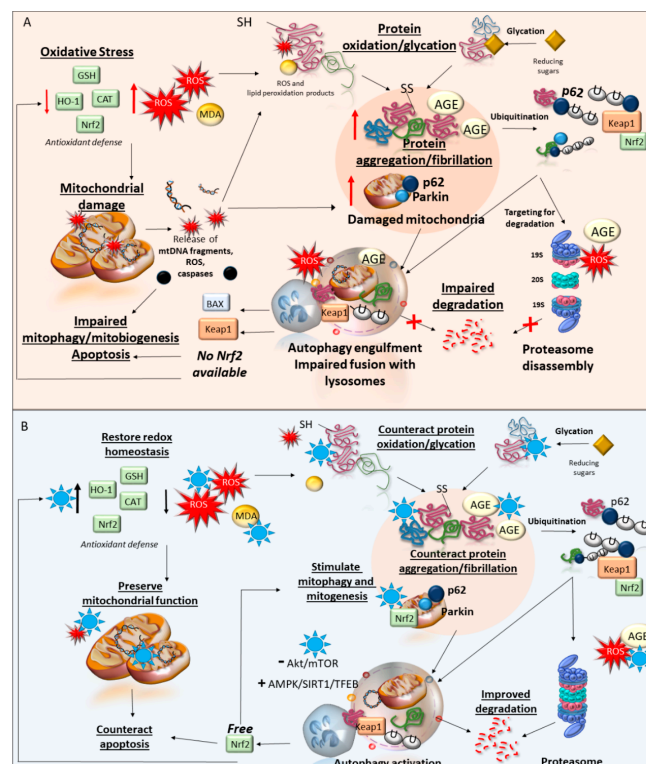 A
Oxidative Stress
GSH
HO-1
CAT
Nrf2
Antioxidant defense
ROS
ROS
MDA
SH
ROS and
lipid peroxidation products
Protein
oxidation/glycation
Glycation
Reducing
sugars
SS
AGE
AGE
Protein
aggregation/fibrillation
p62
Parkin
Damaged mitochondria
Ubiquitination
p62
U
U
U
U
Keap1
Nrf2
Mitochondrial
damage
Release of
mtDNA fragments,
ROS,
caspases
Targeting for
degradation
AGE
ROS
19S
20S
19S
ROS
AGE
Keap1
U
U
BAX
Keap1
Impaired
degradation
Impaired
mitophagy/mitobiogenesis
Apoptosis
No Nrf2
available
Autophagy engulfment
Impaired fusion with
lysosomes
Proteasome
disassembly
B
Restore redox
homeostasis
GSH
HO-1
CAT
Nrf2
Antioxidant defense
ROS
ROS
MDA
SH
Counteract protein
oxidation/glycation
Glycation
Reducing
sugars
SS
AGE
AGE
Counteract protein
aggregation/fibrillation
Ubiquitination
p62
U
U
U
Keap1
Nrf2
Preserve
mitochondrial function
Stimulate
mitophagy and
mitogenesis
p62
Parkin
Nrf2
- Akt/mTOR
+ AMPK/SIRT1/TFEB
AGE
ROS
Keap1
U
U
Improved
degradation
Counteract
apoptosis
Free
Nrf2
Autophagy activation
Proteasome